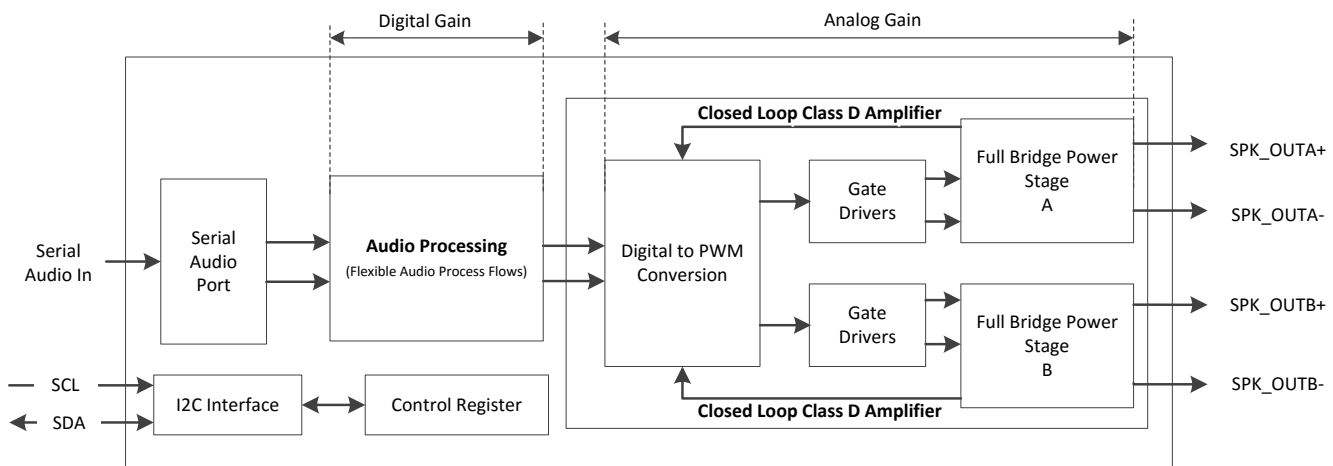 Digital Gain
Analog Gain
Closed Loop Class D Amplifier
Serial
Audio In
Serial
Audio
Port
Audio Processing
(Flexible Audio Process Flows)
Digital to PWM
Conversion
Gate
Drivers
Full Bridge Power
Stage
A
SPK_OUTA+
SPK_OUTA-
Gate
Drivers
Full Bridge Power
Stage
B
SPK_OUTB+
SPK_OUTB-
SCL
SDA
I2C Interface
Control Register
Closed Loop Class D Amplifier